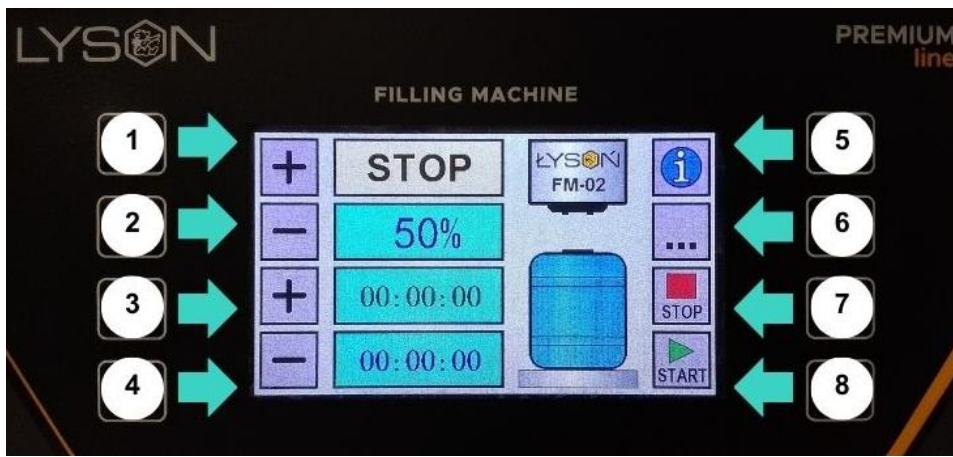 LYSON
PREMIUM
line
FILLING MACHINE
1
5
+
STOP
ŁYSOŃ
FM-02
i
2
6
−
50%
...
3
7
+
00:00:00
STOP
4
8
−
00:00:00
START